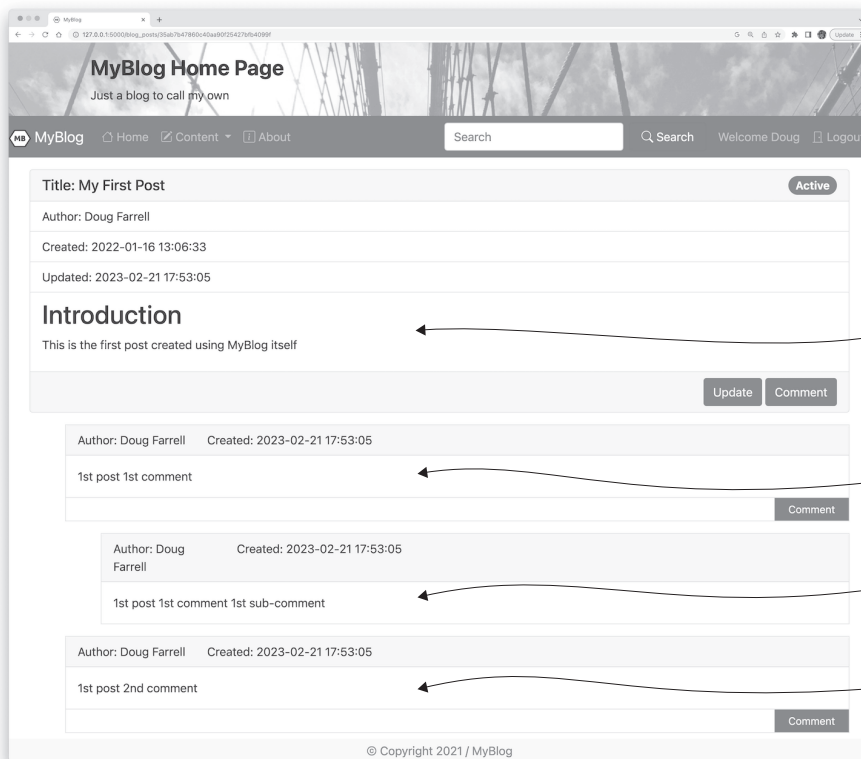 MyBlog
127.0.0.1:5000/blog_posts/35ab7b47860c40aa90f25427bfb4099f
Update
MyBlog Home Page
Just a blog to call my own
MB MyBlog Home Content About Search Search Welcome Doug Logou
Title: My First Post Active
Author: Doug Farrell
Created: 2022-01-16 13:06:33
Updated: 2023-02-21 17:53:05
Introduction
This is the first post created using MyBlog itself
Update Comment
Author: Doug Farrell Created: 2023-02-21 17:53:05
1st post 1st comment
Comment
Author: Doug Created: 2023-02-21 17:53:05
Farrell
1st post 1st comment 1st sub-comment
Author: Doug Farrell Created: 2023-02-21 17:53:05
1st post 2nd comment
Comment
© Copyright 2021 / MyBlog